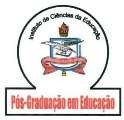 Instituto de Ciências da Educação
Pós-Graduação em Educação